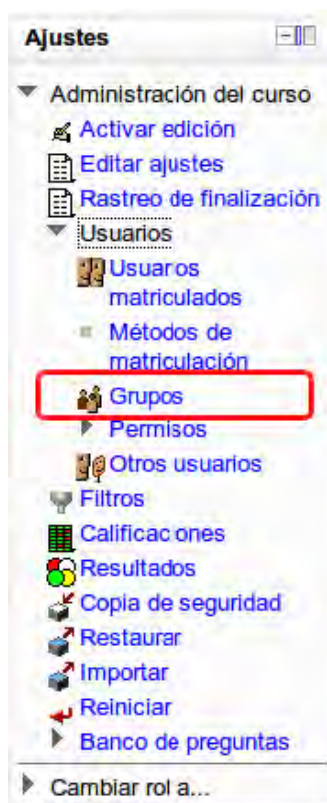 Ajustes
Administración del curso
Activar edición
Editar ajustes
Rastreo de finalización
Usuarios
Usuaros
matriculados
Métodos de
matriculación
Grupos
Permisos
Otros usuarios
Filtros
Calificac ones
Resultados
Copia de seguridad
Restaurar
Importar
Reiniciar
Banco de preguntas
Cambiar rol a...